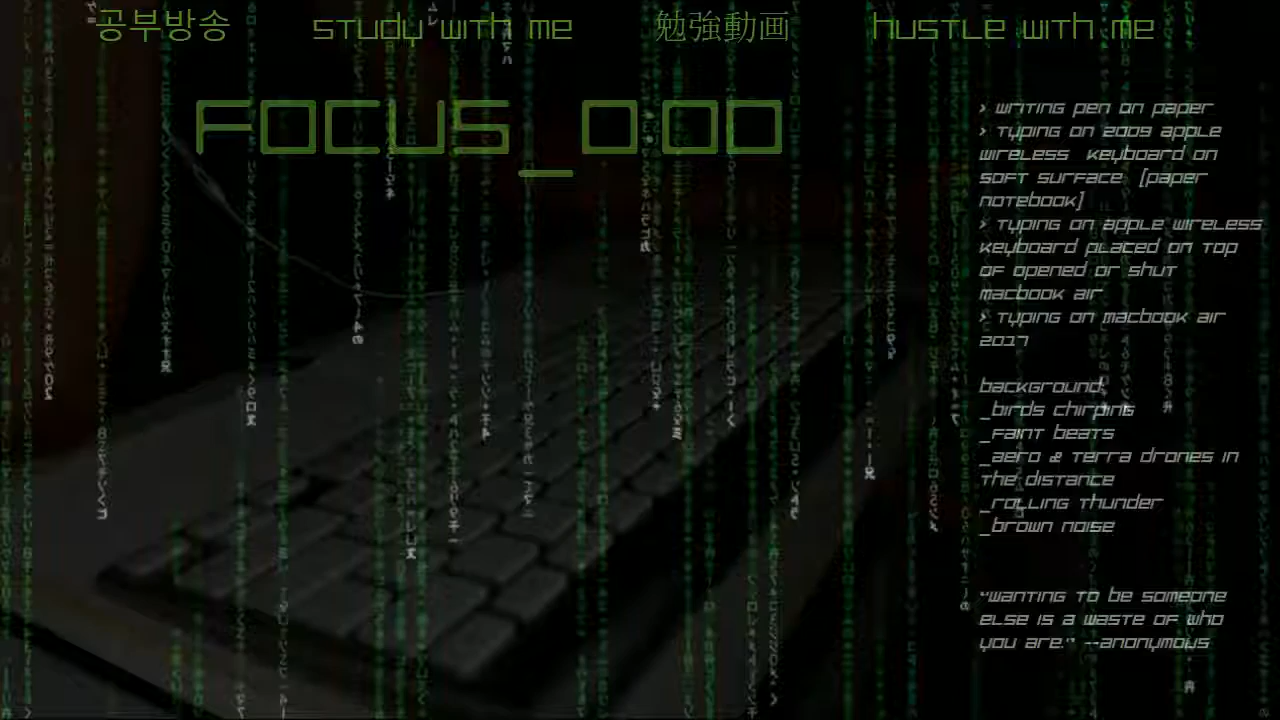 공부방송 STUDY WITH ME 勉強動画 HUSTLE WITH ME
FOCUS_ 0:00
> WRITING PEN ON PAPER
> TYPING ON 2009 APPLE
WIRELESS KEYBOARD ON
SOFT SURFACE [PAPER
NOTEBOOK]
> TYPING ON APPLE WIRELESS
KEYBOARD PLACED ON TOP
OF OPENED OR SHUT
MACBOOK AIR
> TYPING ON MACBOOK AIR
2017
BACKGROUND:
_BIRDS CHIRPING
_FAINT BEATS
_AERO & TERRA DRONES IN
THE DISTANCE
_ROLLING THUNDER
_BROWN NOISE
"WANTING TO BE SOMEONE
ELSE IS A WASTE OF WHO
YOU ARE." --ANONYMOUS